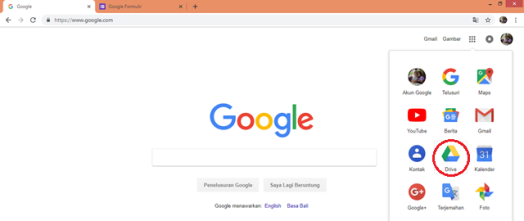 Google
Google Formulir
https://www.google.com
Gmail Gambar
Akun Google Telusuri Maps
YouTube Berita Gmail
31
Kontak Drive Kalender
G+
Google+ Terjemahan Foto
Google
Penelusuran Google Saya Lagi Beruntung
Google menawarkan: English Basa Bali